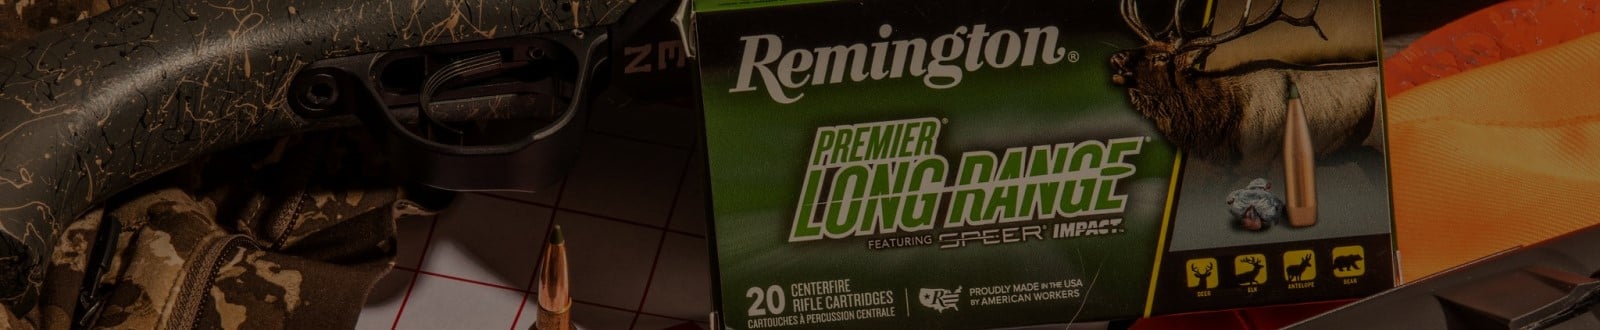 Remington®
PREMIER®
LONG RANGE®
FEATURING SPEER® IMPACT™
20 CENTERFIRE
RIFLE CARTRIDGES
CARTOUCHES À PERCUSSION CENTRALE
R
PROUDLY MADE IN THE USA
BY AMERICAN WORKERS
DEER ELK ANTELOPE BEAR